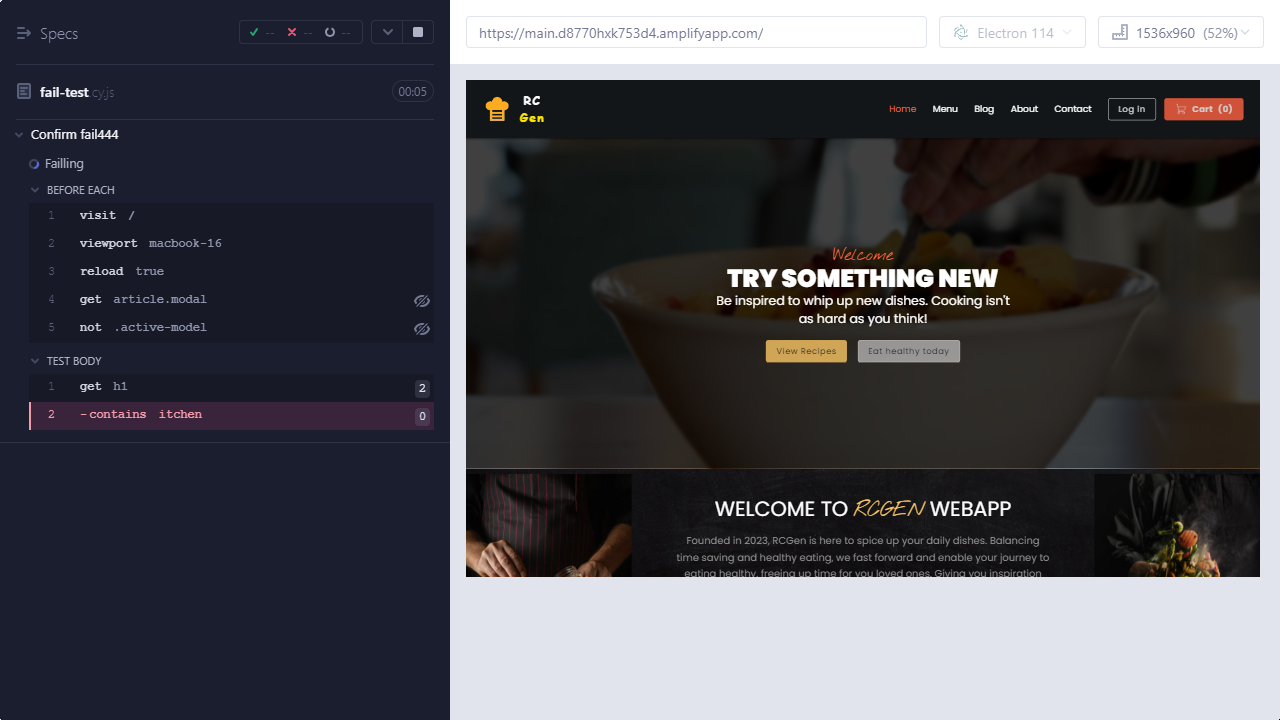 Specs
-- -- --
fail-test.cy.js
00:05
Confirm fail444
Failling
BEFORE EACH
1 visit /
2 viewport macbook-16
3 reload true
4 get article.modal
5 not .active-model
TEST BODY
1 get h1 2
2 -contains itchen 0
https://main.d8770hxk753d4.amplifyapp.com/
Electron 114
1536x960 (52%)
RC
Gen
Home Menu Blog About Contact Log in Cart (0)
Welcome
TRY SOMETHING NEW
Be inspired to whip up new dishes. Cooking isn't
as hard as you think!
View Recipes Eat healthy today
WELCOME TO RCGEN WEBAPP
Founded in 2023, RCGen is here to spice up your daily dishes. Balancing
time saving and healthy eating, we fast forward and enable your journey to
eating healthy, freeing up time for you loved ones. Giving you inspiration